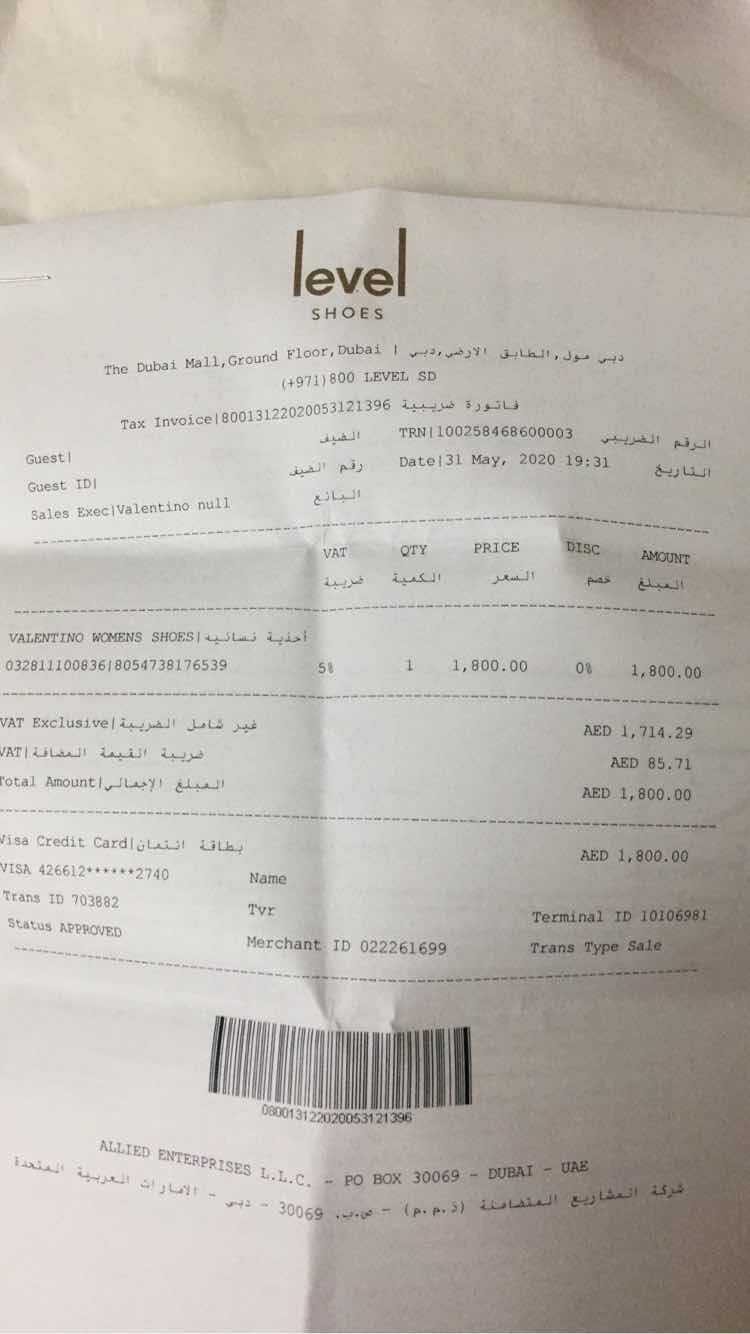 level
SHOES
The Dubai Mall,Ground Floor,Dubai | دبي مول,الطابق الارضي,دبي
(+971)800 LEVEL SD
Tax Invoice|80013122020053121396 فاتورة ضريبية
Guest| الضيف TRN|100258468600003 الرقم الضريبي
Guest ID| رقم الضيف Date|31 May, 2020 19:31 التاريخ
Sales Exec|Valentino null البائع
VAT QTY PRICE DISC AMOUNT
ضريبة الكمية السعر خصم المبلغ
VALENTINO WOMENS SHOES|أحذية نسائيه
032811100836|8054738176539 5% 1 1,800.00 0% 1,800.00
VAT Exclusive|غير شامل الضريبة AED 1,714.29
VAT|ضريبة القيمة المضافة AED 85.71
Total Amount|المبلغ الإجمالي AED 1,800.00
Visa Credit Card|بطاقة ائتمان AED 1,800.00
VISA 426612******2740 Name
Trans ID 703882 Tvr Terminal ID 10106981
Status APPROVED Merchant ID 022261699 Trans Type Sale
080013122020053121396
ALLIED ENTERPRISES L.L.C. - PO BOX 30069 - DUBAI - UAE
شركة المشاريع المتضامنة (ذ.م.م) - ص.ب. 30069 - دبي - الامارات العربية المتحدة